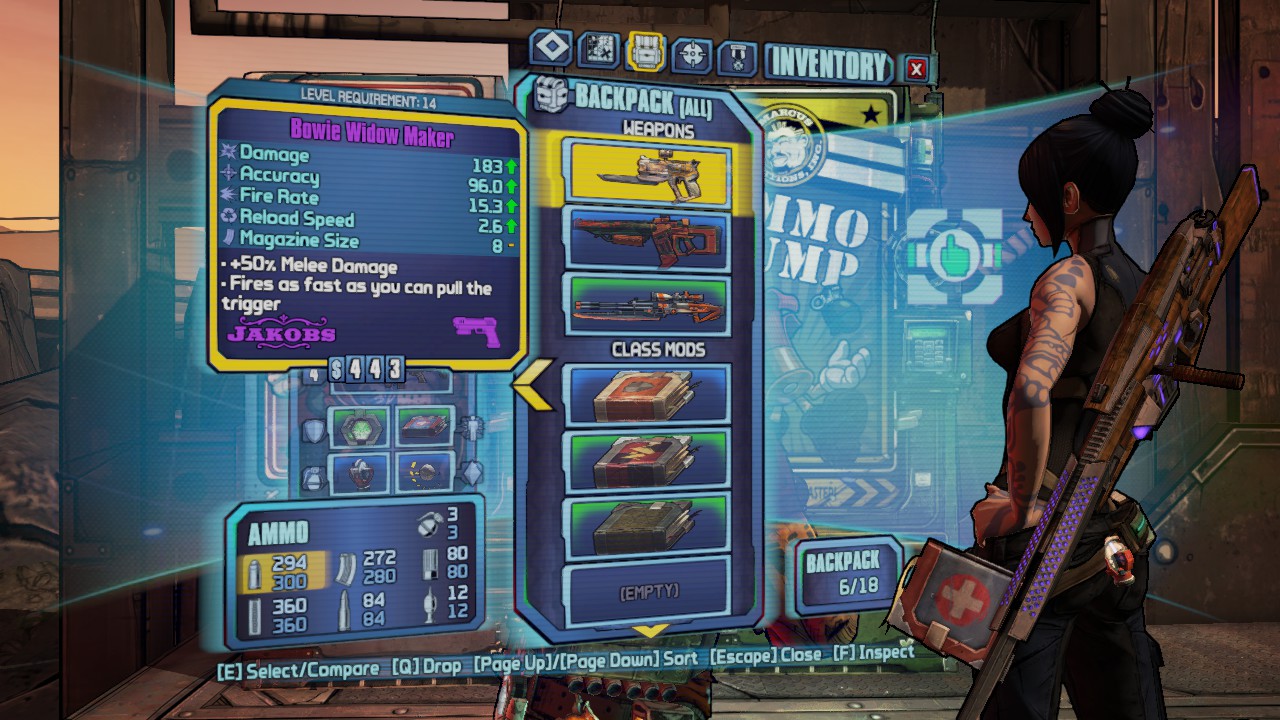 INVENTORY
X
LEVEL REQUIREMENT: 14
Bowie Widow Maker
Damage 183
Accuracy 96.0
Fire Rate 15.3
Reload Speed 2.6
Magazine Size 8
• +50% Melee Damage
• Fires as fast as you can pull the
trigger
JAKOBS
$443
4
BACKPACK (ALL)
WEAPONS
CLASS MODS
(EMPTY)
MARCUS
MMO
UMP
AMMO
3
3
294
300
272
280
80
80
360
360
84
84
12
12
BACKPACK
6/18
[E] Select/Compare [Q] Drop [Page Up]/[Page Down] Sort [Escape] Close [F] Inspect